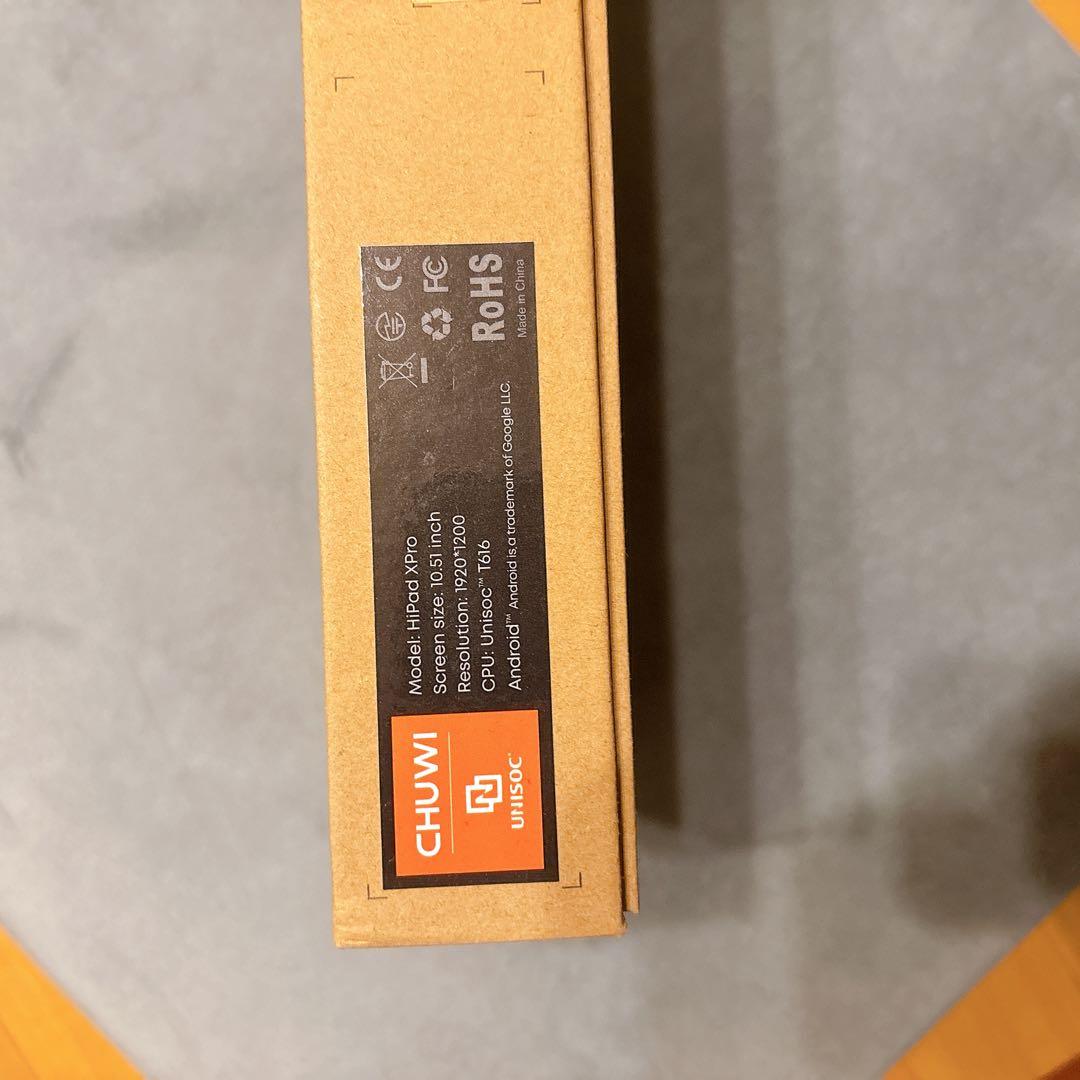 CHUWI
UNISOC
Model: HiPad XPro
Screen size: 10.51 inch
Resolution: 1920*1200
CPU: Unisoc™ T616
Android™ Android is,a trademark of Google LLC.
CE
FC
RoHS
Made in China